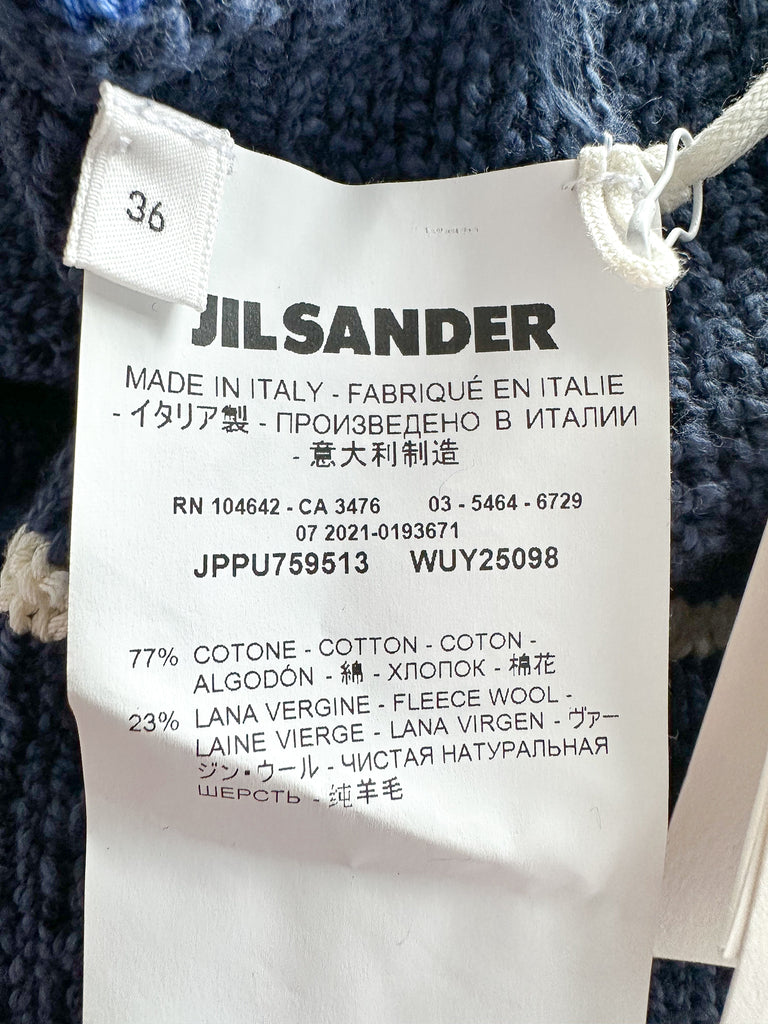 36
JIL SANDER
MADE IN ITALY - FABRIQUÉ EN ITALIE
- イタリア製 - ПРОИЗВЕДЕНО В ИТАЛИИ
- 意大利制造
RN 104642 - CA 3476 03 - 5464 - 6729
07 2021-0193671
JPPU759513 WUY25098
77% COTONE - COTTON - COTON -
ALGODÓN - 綿 - ХЛОПОК - 棉花
23% LANA VERGINE - FLEECE WOOL -
LAINE VIERGE - LANA VIRGEN - ヴァー
ジン・ウール - ЧИСТАЯ НАТУРАЛЬНАЯ
ШЕРСТЬ - 纯羊毛